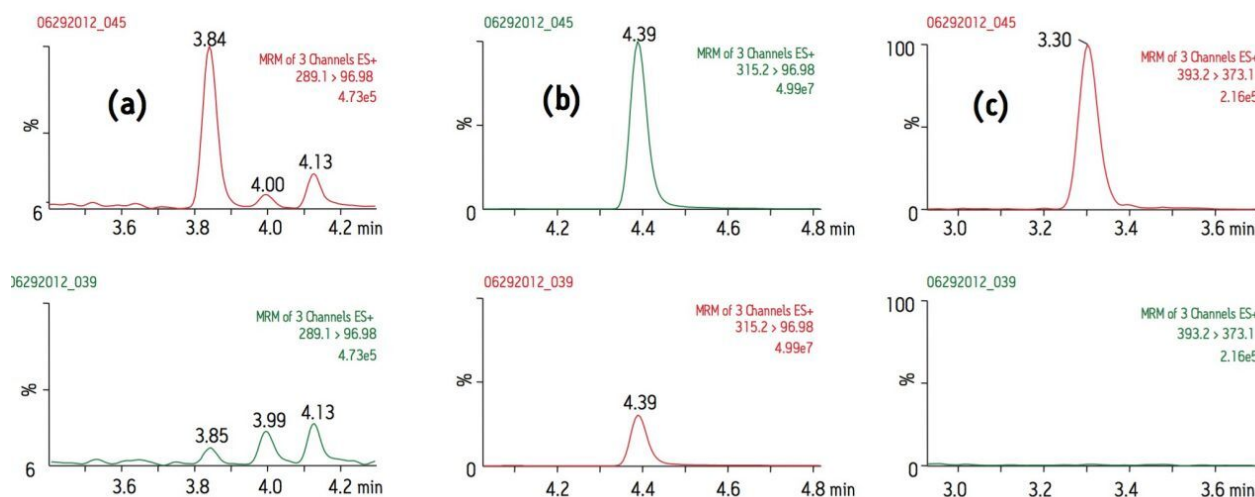 06292012_045
3.84
MRM of 3 Channels ES+
289.1 > 96.98
4.73e5
(a)
%
4.00
4.13
6
3.6
3.8
4.0
4.2 min
06292012_045
4.39
MRM of 3 Channels ES+
315.2 > 96.98
4.99e7
(b)
%
0
4.2
4.4
4.6
4.8 min
06292012_045
100
3.30
MRM of 3 Channels ES+
393.2 > 373.1
2.16e5
(c)
%
0
3.0
3.2
3.4
3.6 min
06292012_039
MRM of 3 Channels ES+
289.1 > 96.98
4.73e5
%
3.85
3.99
4.13
6
3.6
3.8
4.0
4.2 min
06292012_039
MRM of 3 Channels ES+
315.2 > 96.98
4.99e7
%
4.39
0
4.2
4.4
4.6
4.8 min
06292012_039
100
MRM of 3 Channels ES+
393.2 > 373.1
2.16e5
%
0
3.0
3.2
3.4
3.6 min